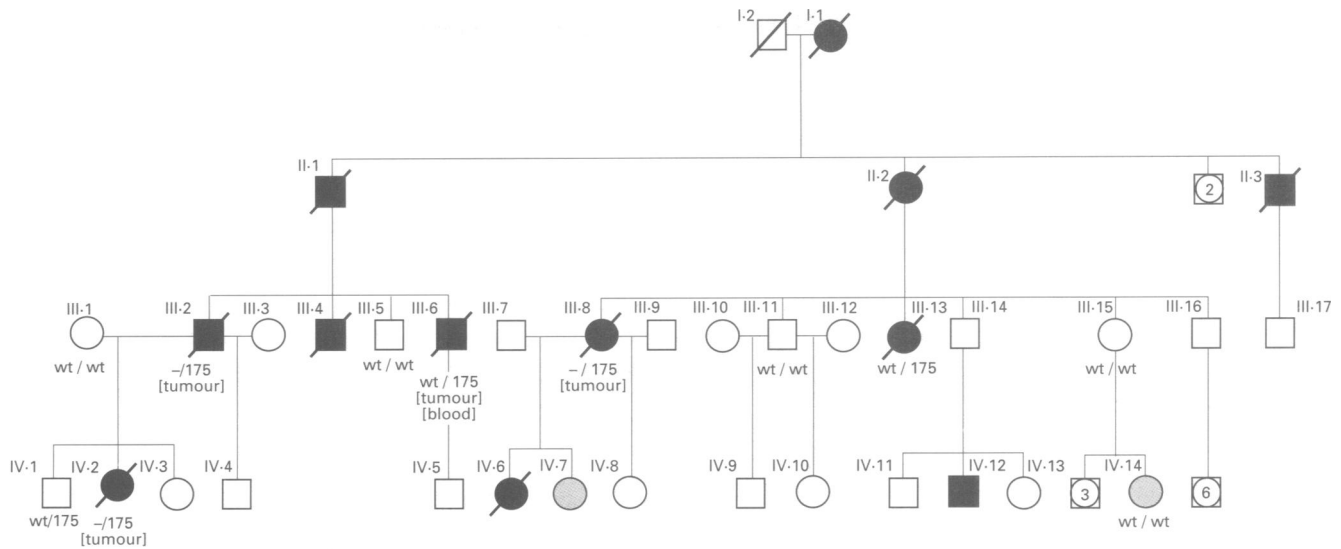 I·2 I·1
II·1 II·2 2 II·3
III·1 III·2 III·3 III·4 III·5 III·6 III·7 III·8 III·9 III·10 III·11 III·12 III·13 III·14 III·15 III·16 III·17
wt / wt –/175 wt / wt wt / 175 – / 175 wt / wt wt / 175 wt / wt
[tumour] [tumour] [tumour]
[blood]
IV·1 IV·2 IV·3 IV·4 IV·5 IV·6 IV·7 IV·8 IV·9 IV·10 IV·11 IV·12 IV·13 3 IV·14 6
wt/175 –/175 wt / wt
[tumour]